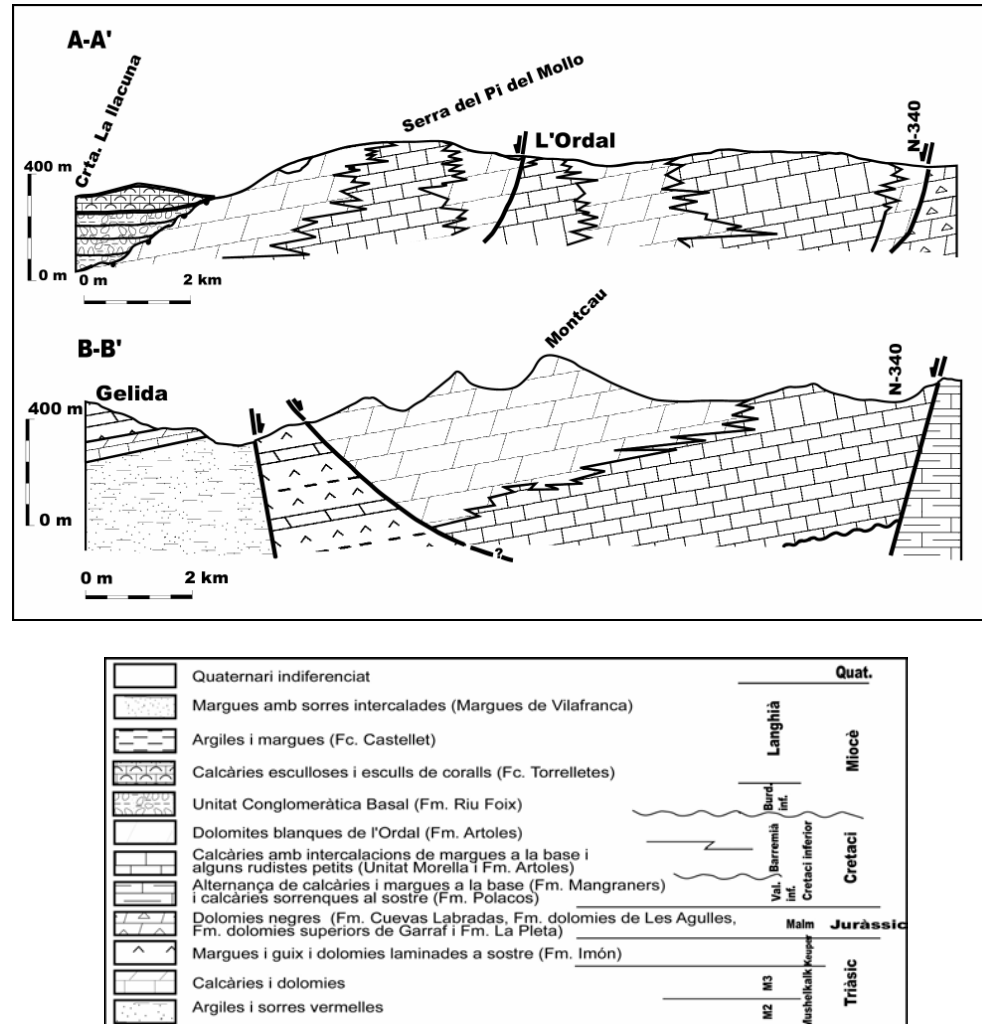 A-A'
Crta. La llacuna
Serra del Pi del Mollo
L'Ordal
N-340
400 m
0 m
0 m 2 km
B-B'
Montcau
N-340
Gelida
400 m
0 m
?
0 m 2 km
Quaternari indiferenciat
Quat.
Margues amb sorres intercalades (Margues de Vilafranca)
Argiles i margues (Fc. Castellet)
Langhià
Miocè
Calcàries esculloses i esculls de coralls (Fc. Torrelletes)
Unitat Conglomeràtica Basal (Fm. Riu Foix)
Burd. inf.
Dolomites blanques de l'Ordal (Fm. Artoles)
Calcàries amb intercalacions de margues a la base i
alguns rudistes petits (Unitat Morella i Fm. Artoles)
Barremià
Cretaci inferior
Cretaci
Alternança de calcàries i margues a la base (Fm. Mangraners)
i calcàries sorrenques al sostre (Fm. Polacos)
Val. inf.
Dolomies negres (Fm. Cuevas Labradas, Fm. dolomies de Les Agulles,
Fm. dolomies superiors de Garraf i Fm. La Pleta)
Malm Juràssic
Margues i guix i dolomies laminades a sostre (Fm. Imón)
Keuper
Calcàries i dolomies
M3
Triàsic
Argiles i sorres vermelles
M2
Mushelkalk